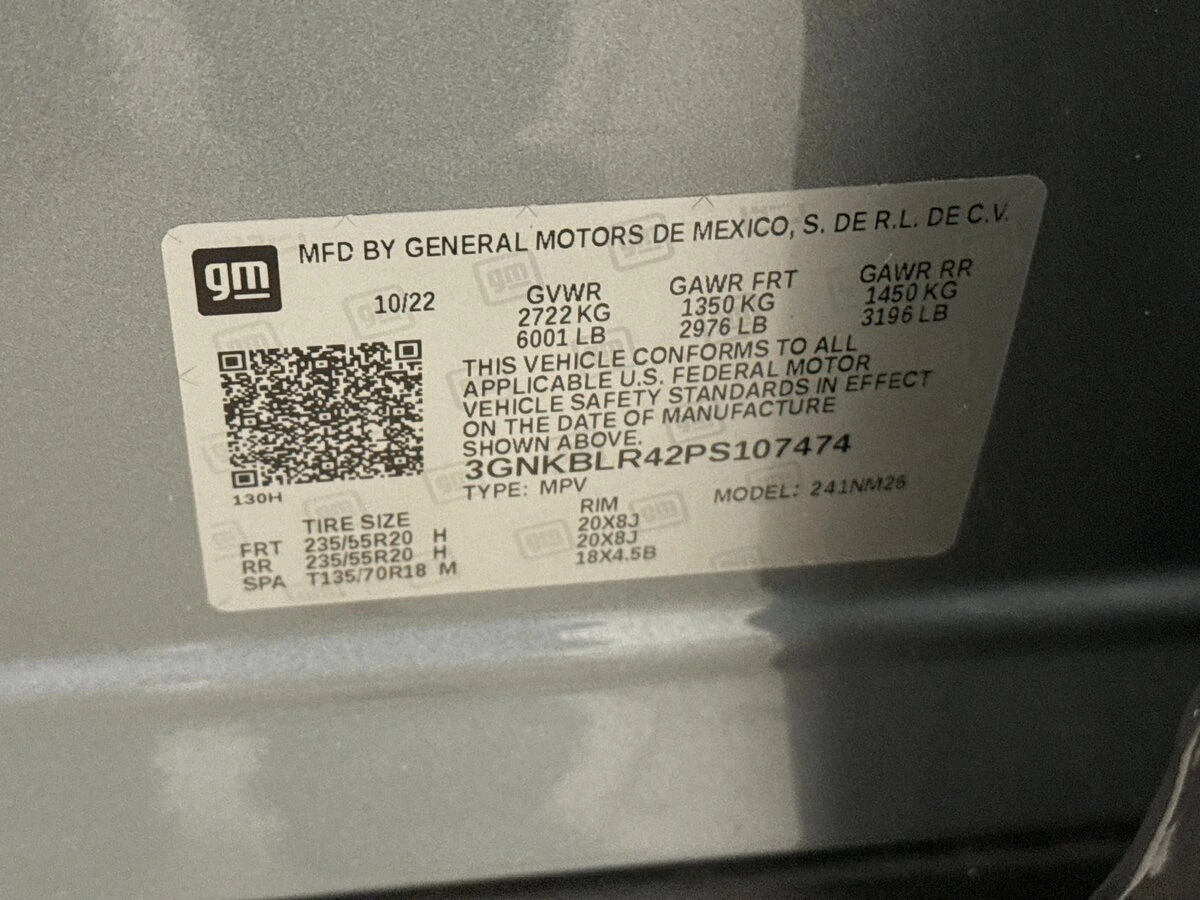 gm
MFD BY GENERAL MOTORS DE MEXICO, S. DE R.L. DE C.V.
10/22
GVWR
2722 KG
6001 LB
GAWR FRT
1350 KG
2976 LB
GAWR RR
1450 KG
3196 LB
THIS VEHICLE CONFORMS TO ALL
APPLICABLE U.S. FEDERAL MOTOR
VEHICLE SAFETY STANDARDS IN EFFECT
ON THE DATE OF MANUFACTURE
SHOWN ABOVE.
3GNKBLR42PS107474
TYPE: MPV MODEL: 241NM26
130H
TIRE SIZE RIM
FRT 235/55R20 H 20X8J
RR 235/55R20 H 20X8J
SPA T135/70R18 M 18X4.5B